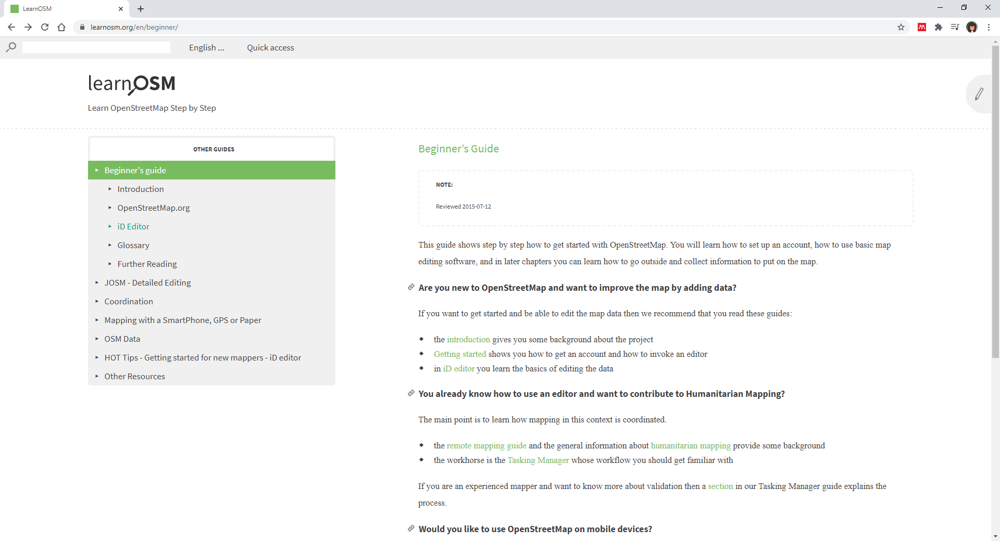 LearnOSM
learnosm.org/en/beginner/
English ...
Quick access
learnOSM
Learn OpenStreetMap Step by Step
OTHER GUIDES
Beginner's guide
Introduction
OpenStreetMap.org
iD Editor
Glossary
Further Reading
JOSM - Detailed Editing
Coordination
Mapping with a SmartPhone, GPS or Paper
OSM Data
HOT Tips - Getting started for new mappers - iD editor
Other Resources
Beginner’s Guide
NOTE:
Reviewed 2015-07-12
This guide shows step by step how to get started with OpenStreetMap. You will learn how to set up an account, how to use basic map
editing software, and in later chapters you can learn how to go outside and collect information to put on the map.
Are you new to OpenStreetMap and want to improve the map by adding data?
If you want to get started and be able to edit the map data then we recommend that you read these guides:
the introduction gives you some background about the project
Getting started shows you how to get an account and how to invoke an editor
in iD editor you learn the basics of editing the data
You already know how to use an editor and want to contribute to Humanitarian Mapping?
The main point is to learn how mapping in this context is coordinated.
the remote mapping guide and the general information about humanitarian mapping provide some background
the workhorse is the Tasking Manager whose workflow you should get familiar with
If you are an experienced mapper and want to know more about validation then a section in our Tasking Manager guide explains the
process.
Would you like to use OpenStreetMap on mobile devices?